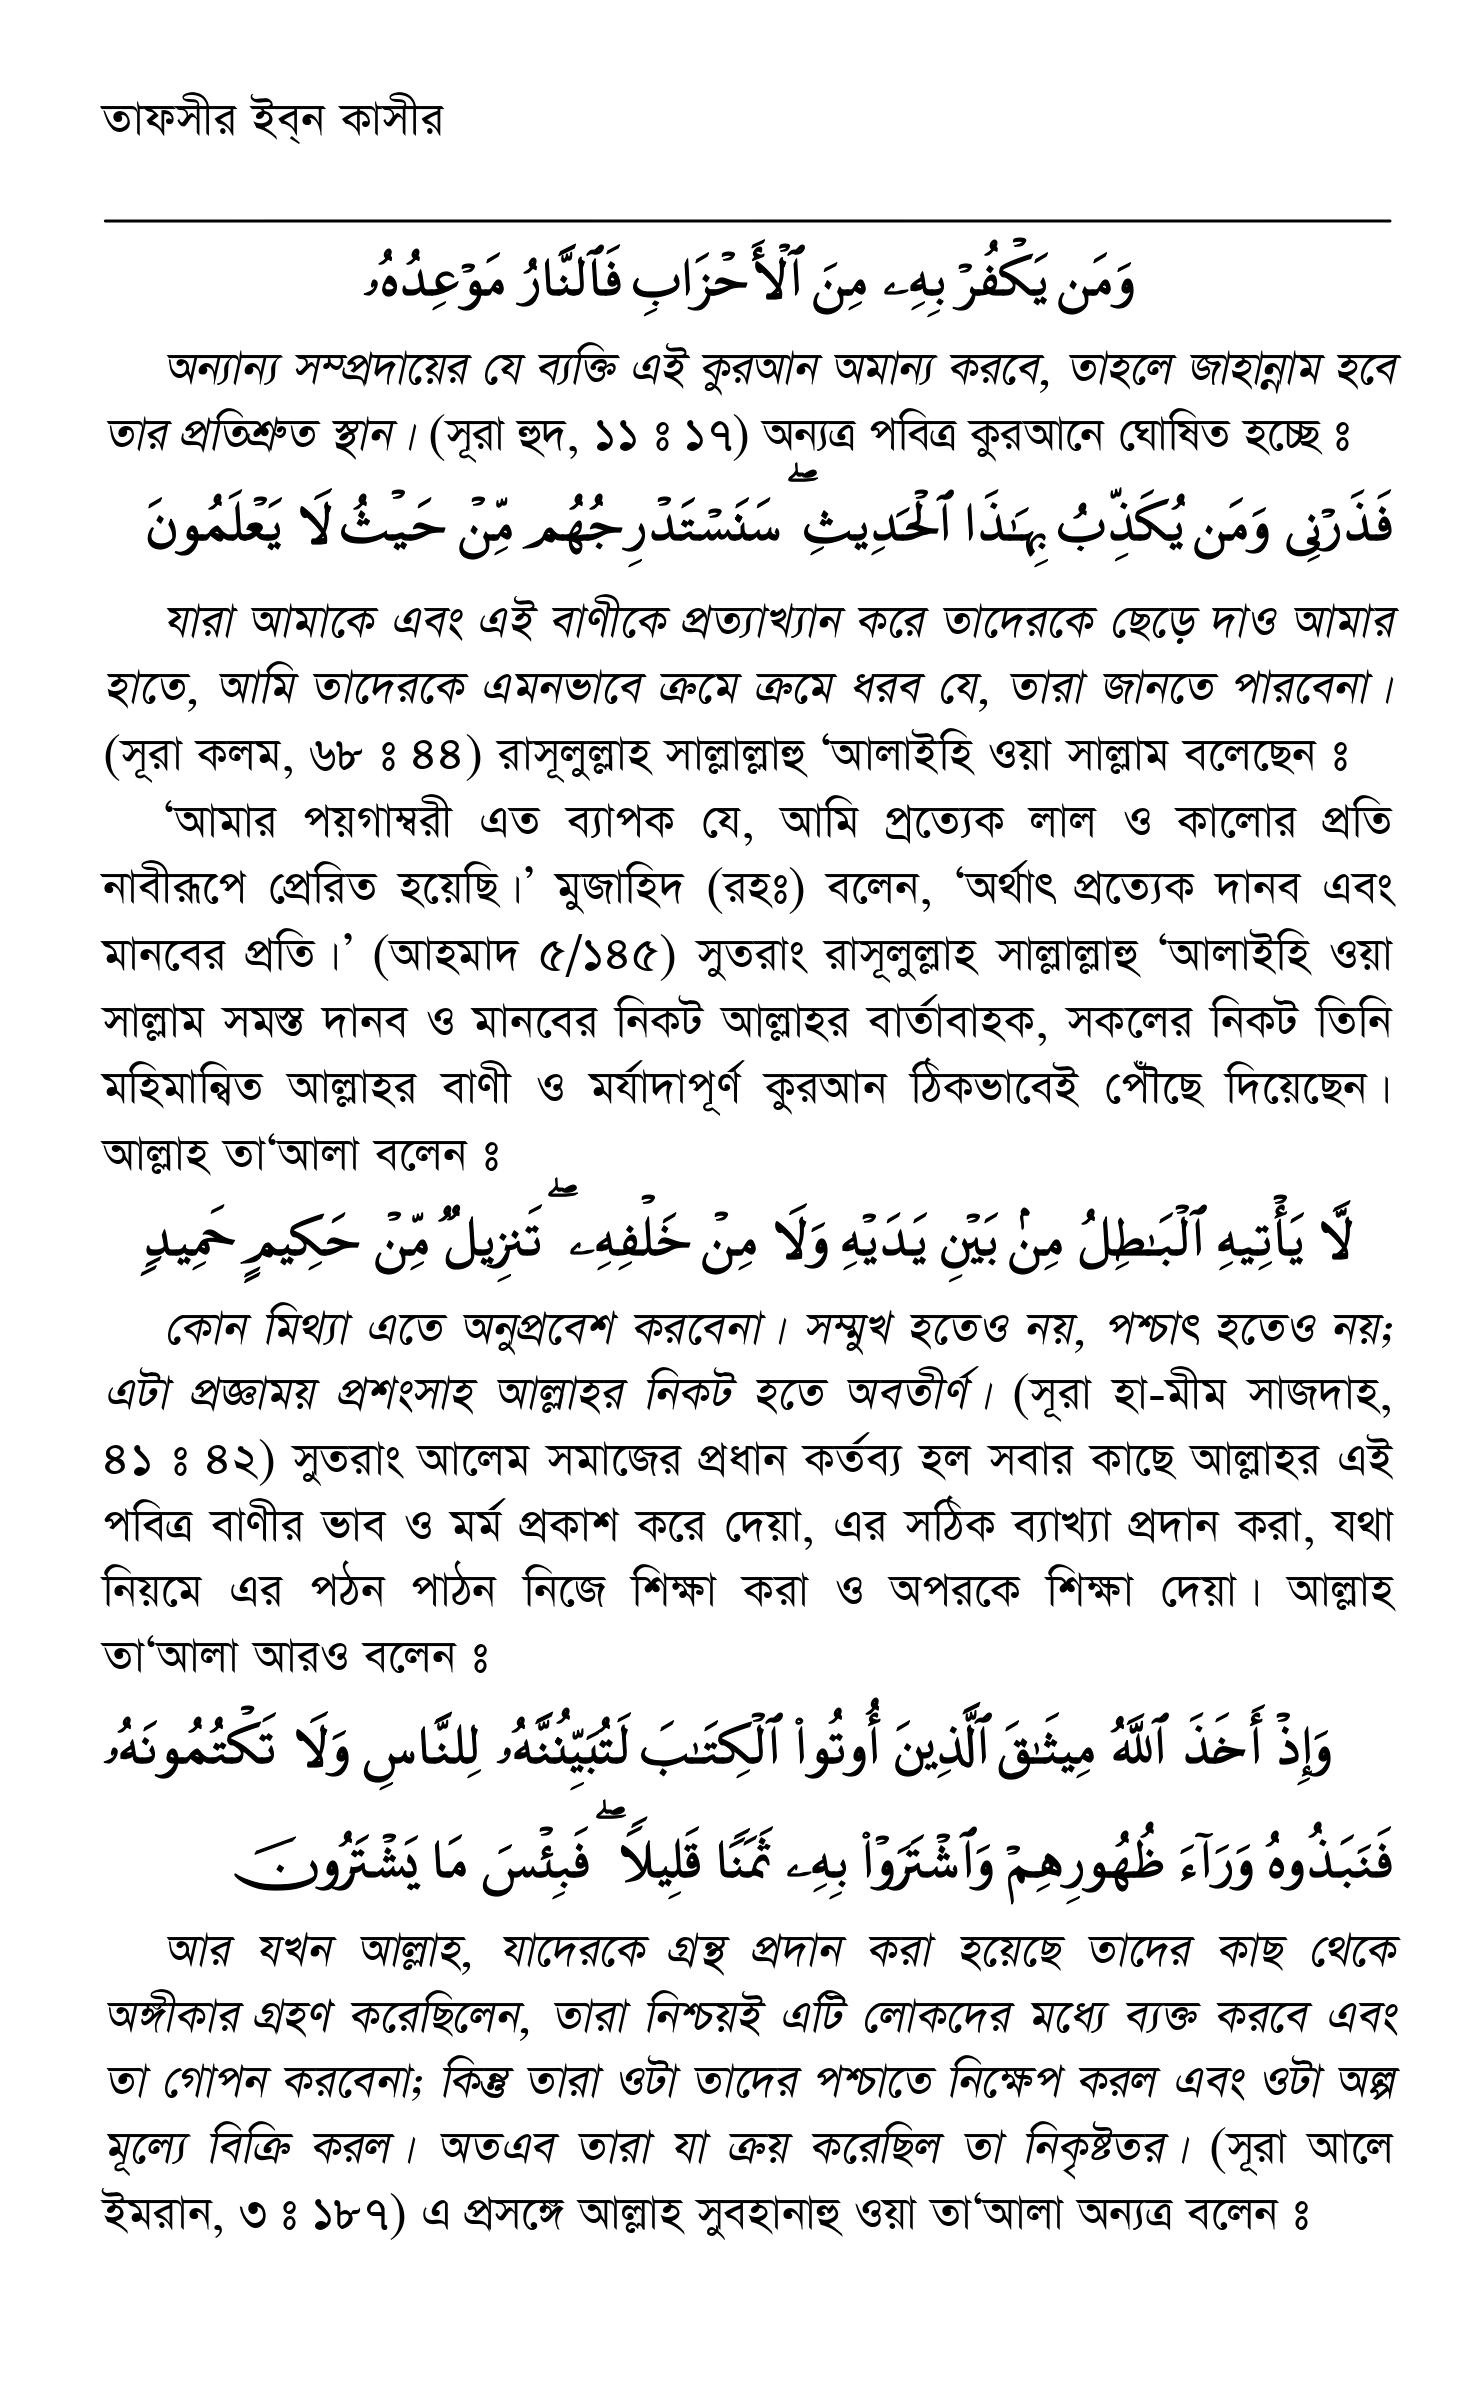 তাফসীর ইব্ন কাসীর
وَمَن يَكْفُرْ بِهِۦ مِنَ ٱلْأَحْزَابِ فَٱلنَّارُ مَوْعِدُهُۥ
অন্যান্য সম্প্রদায়ের যে ব্যক্তি এই কুরআন অমান্য করবে, তাহলে জাহান্নাম হবে
তার প্রতিশ্রুত স্থান। (সূরা হুদ, ১১ ঃ ১৭) অন্যত্র পবিত্র কুরআনে ঘোষিত হচ্ছে ঃ
فَذَرْنِى وَمَن يُكَذِّبُ بِهَـٰذَا ٱلْحَدِيثِ ۖ سَنَسْتَدْرِجُهُم مِّنْ حَيْثُ لَا يَعْلَمُونَ
যারা আমাকে এবং এই বাণীকে প্রত্যাখ্যান করে তাদেরকে ছেড়ে দাও আমার
হাতে, আমি তাদেরকে এমনভাবে ক্রমে ক্রমে ধরব যে, তারা জানতে পারবেনা।
(সূরা কলম, ৬৮ ঃ ৪৪) রাসূলুল্লাহ সাল্লাল্লাহু ‘আলাইহি ওয়া সাল্লাম বলেছেন ঃ
‘আমার পয়গাম্বরী এত ব্যাপক যে, আমি প্রত্যেক লাল ও কালোর প্রতি
নাবীরূপে প্রেরিত হয়েছি।’ মুজাহিদ (রহঃ) বলেন, ‘অর্থাৎ প্রত্যেক দানব এবং
মানবের প্রতি।’ (আহমাদ ৫/১৪৫) সুতরাং রাসূলুল্লাহ সাল্লাল্লাহু ‘আলাইহি ওয়া
সাল্লাম সমস্ত দানব ও মানবের নিকট আল্লাহর বার্তাবাহক, সকলের নিকট তিনি
মহিমান্বিত আল্লাহর বাণী ও মর্যাদাপূর্ণ কুরআন ঠিকভাবেই পৌঁছে দিয়েছেন।
আল্লাহ তা‘আলা বলেন ঃ
لَّا يَأْتِيهِ ٱلْبَـٰطِلُ مِنۢ بَيْنِ يَدَيْهِ وَلَا مِنْ خَلْفِهِۦ ۖ تَنزِيلٌ مِّنْ حَكِيمٍ حَمِيدٍ
কোন মিথ্যা এতে অনুপ্রবেশ করবেনা। সম্মুখ হতেও নয়, পশ্চাৎ হতেও নয়;
এটা প্রজ্ঞাময় প্রশংসাহ আল্লাহর নিকট হতে অবতীর্ণ। (সূরা হা-মীম সাজদাহ,
৪১ ঃ ৪২) সুতরাং আলেম সমাজের প্রধান কর্তব্য হল সবার কাছে আল্লাহর এই
পবিত্র বাণীর ভাব ও মর্ম প্রকাশ করে দেয়া, এর সঠিক ব্যাখ্যা প্রদান করা, যথা
নিয়মে এর পঠন পাঠন নিজে শিক্ষা করা ও অপরকে শিক্ষা দেয়া। আল্লাহ
তা‘আলা আরও বলেন ঃ
وَإِذْ أَخَذَ ٱللَّهُ مِيثَـٰقَ ٱلَّذِينَ أُوتُوا۟ ٱلْكِتَـٰبَ لَتُبَيِّنُنَّهُۥ لِلنَّاسِ وَلَا تَكْتُمُونَهُۥ
فَنَبَذُوهُ وَرَآءَ ظُهُورِهِمْ وَٱشْتَرَوْا۟ بِهِۦ ثَمَنًا قَلِيلًا ۖ فَبِئْسَ مَا يَشْتَرُونَ
আর যখন আল্লাহ, যাদেরকে গ্রন্থ প্রদান করা হয়েছে তাদের কাছ থেকে
অঙ্গীকার গ্রহণ করেছিলেন, তারা নিশ্চয়ই এটি লোকদের মধ্যে ব্যক্ত করবে এবং
তা গোপন করবেনা; কিন্তু তারা ওটা তাদের পশ্চাতে নিক্ষেপ করল এবং ওটা অল্প
মূল্যে বিক্রি করল। অতএব তারা যা ক্রয় করেছিল তা নিকৃষ্টতর। (সূরা আলে
ইমরান, ৩ ঃ ১৮৭) এ প্রসঙ্গে আল্লাহ সুবহানাহু ওয়া তা‘আলা অন্যত্র বলেন ঃ